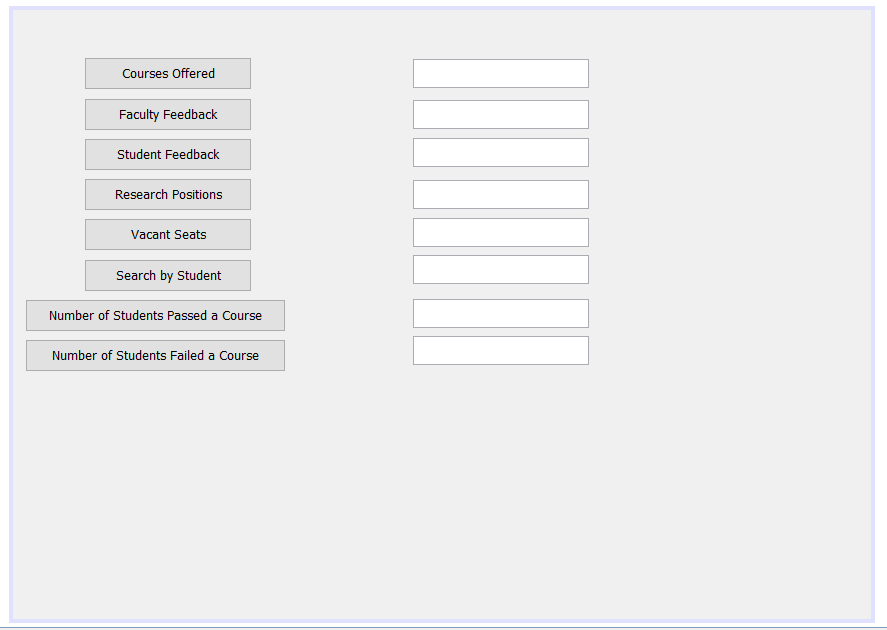 Courses Offered
Faculty Feedback
Student Feedback
Research Positions
Vacant Seats
Search by Student
Number of Students Passed a Course
Number of Students Failed a Course